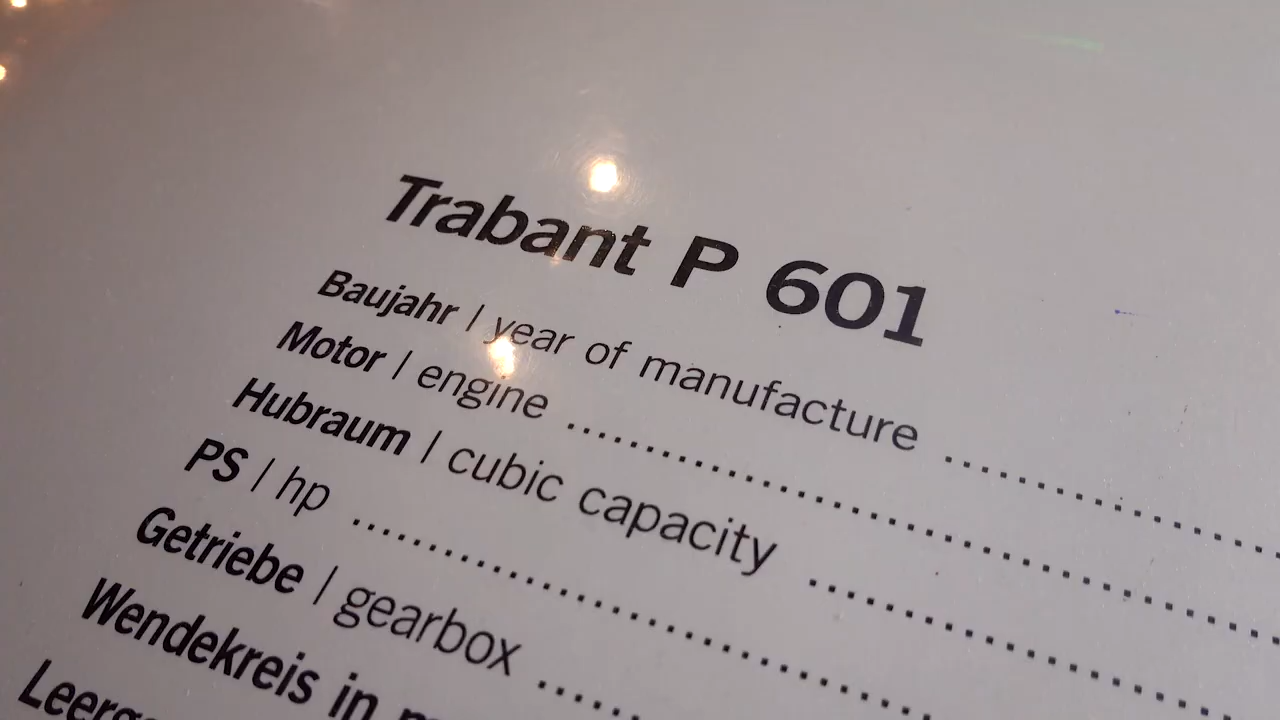 Trabant P 601
Baujahr | year of manufacture ........................
Motor | engine ........................................
Hubraum | cubic capacity ........................
PS | hp ........................................
Getriebe | gearbox ......
Wendekreis in